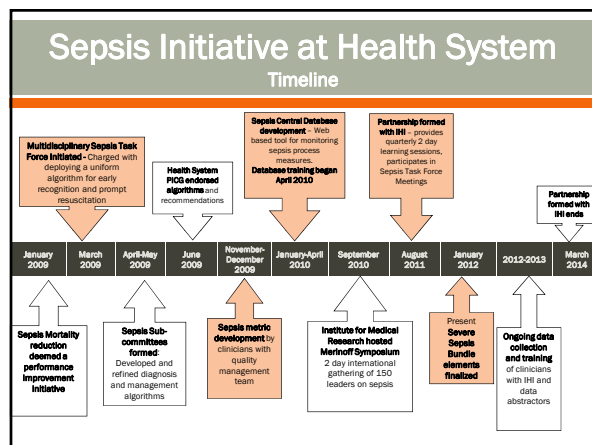 Sepsis Initiative at Health System
Timeline
Multidisciplinary Sepsis Task
Force Initiated - Charged with
deploying a uniform
algorithm for early
recognition and prompt
resuscitation
Health System
PICG endorsed
algorithms and
recommendations
Sepsis Central Database
development – Web
based tool for monitoring
sepsis process
measures.
Database training began
April 2010
Partnership formed
with IHI – provides
quarterly 2 day
learning sessions,
participates in
Sepsis Task Force
Meetings
Partnership
formed with
IHI ends
January
2009
March
2009
April-May
2009
June
2009
November-
December
2009
January-April
2010
September
2010
August
2011
January
2012
2012-2013
March
2014
Sepsis Mortality
reduction
deemed a
performance
Improvement
Initiative
Sepsis Sub-
committees
formed:
Developed and
refined diagnosis
and management
algorithms
Sepsis metric
development by
clinicians with
quality
management
team
Institute for Medical
Research hosted
Merinoff Symposium
2 day international
gathering of 150
leaders on sepsis
Present
Severe
Sepsis
Bundle
elements
finalized
Ongoing data
collection
and training
of clinicians
with IHI and
data
abstractors